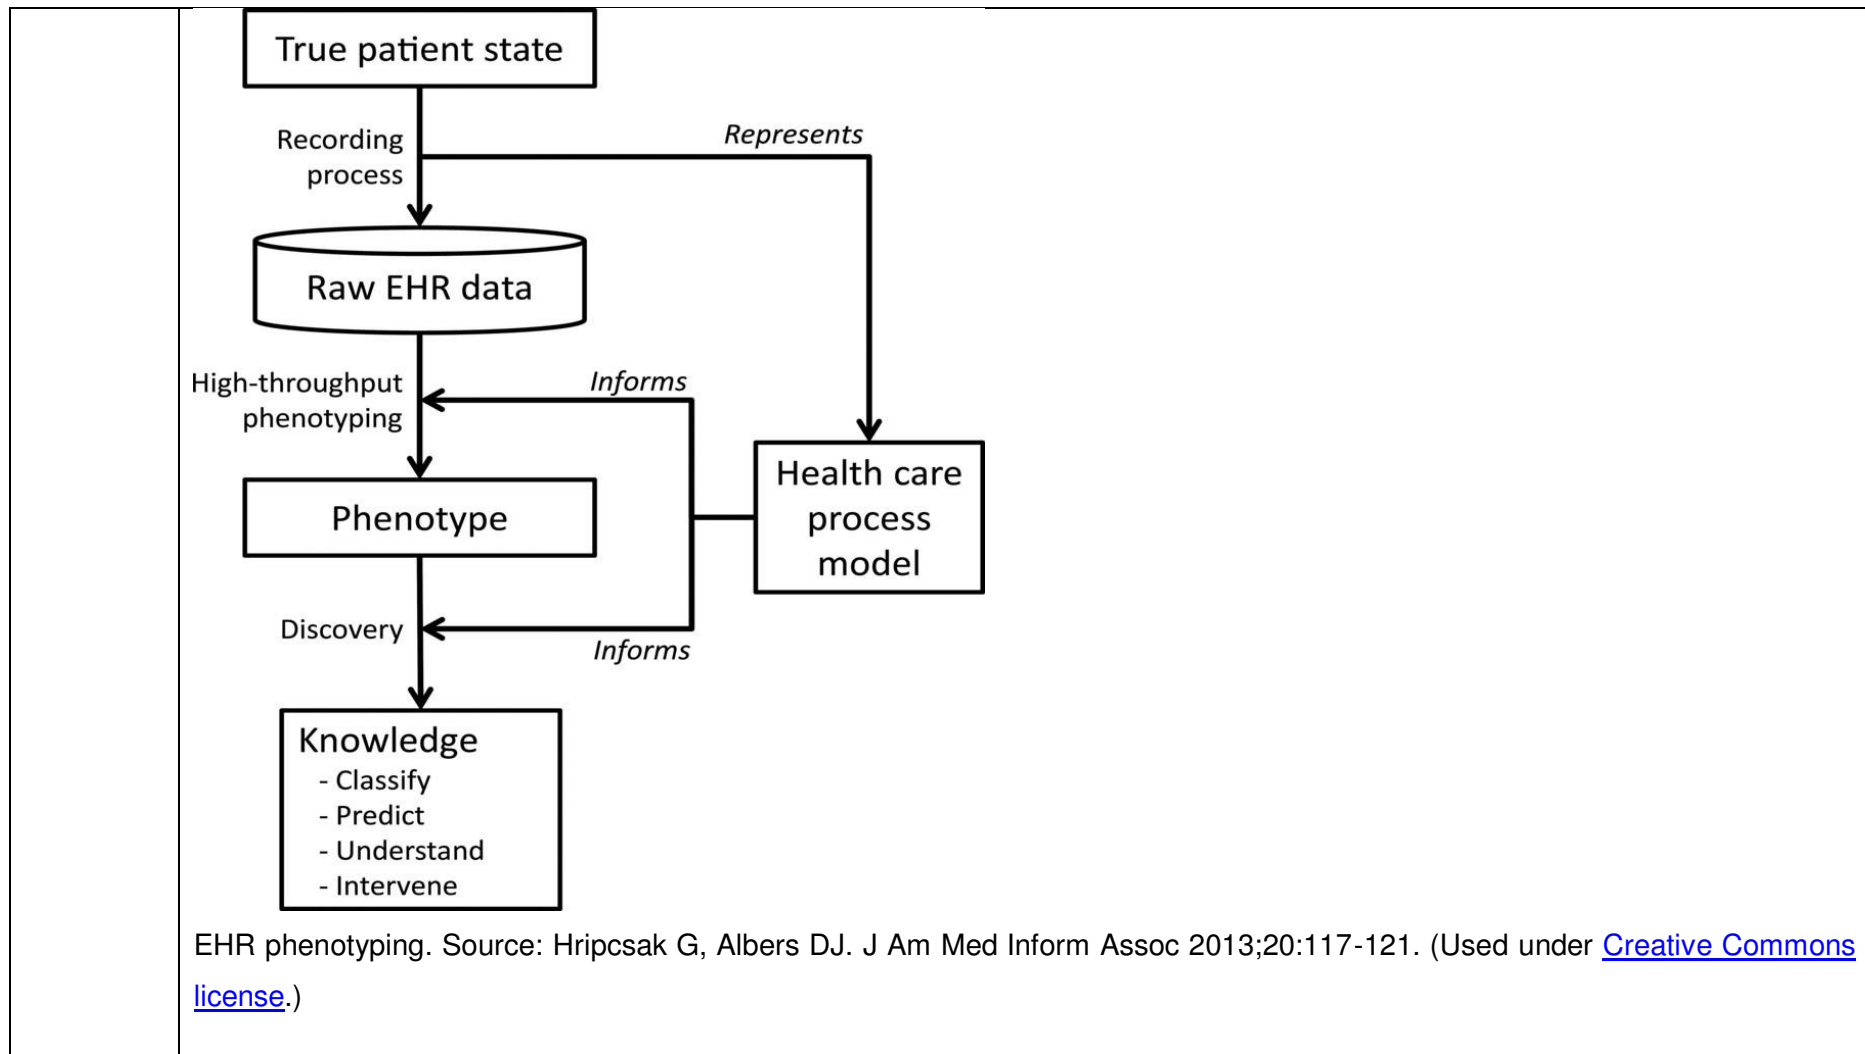 True patient state
Recording
process
Represents
Raw EHR data
High-throughput
phenotyping
Informs
Health care
process
model
Phenotype
Discovery
Informs
Knowledge
- Classify
- Predict
- Understand
- Intervene
EHR phenotyping. Source: Hripcsak G, Albers DJ. J Am Med Inform Assoc 2013;20:117-121. (Used under Creative Commons
license.)